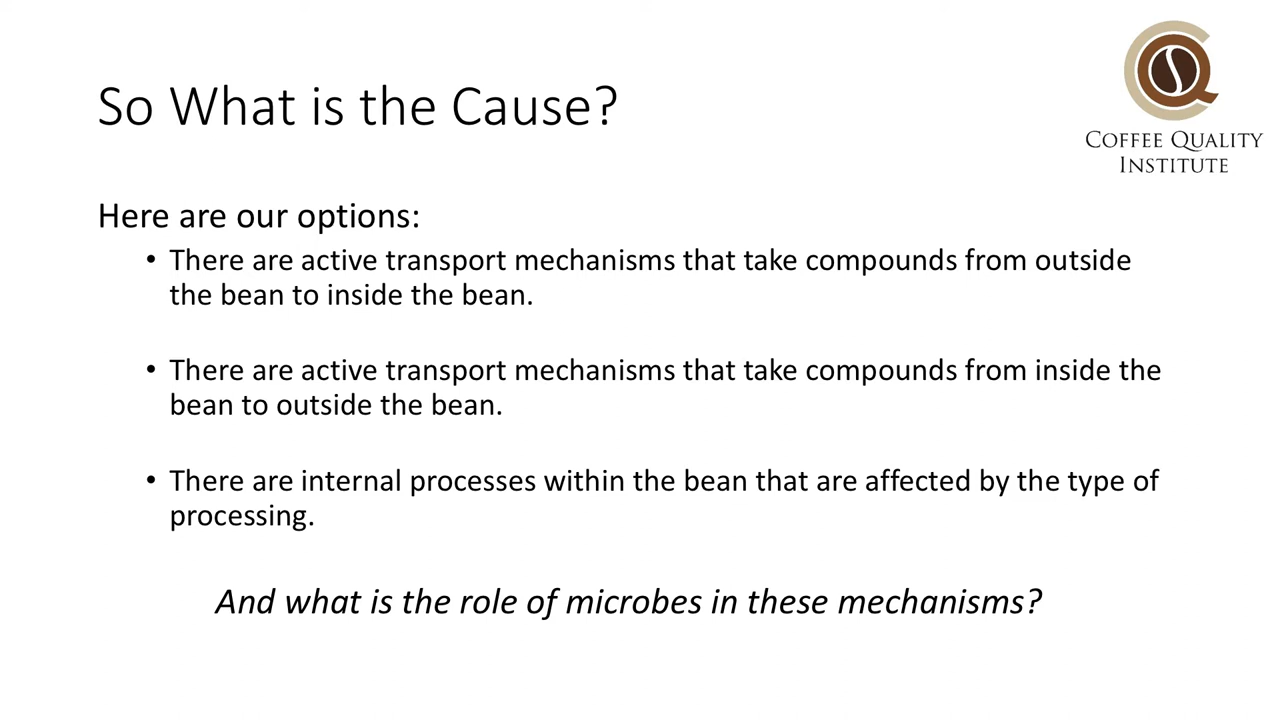 So What is the Cause?
COFFEE QUALITY
INSTITUTE
Here are our options:
• There are active transport mechanisms that take compounds from outside
the bean to inside the bean.
• There are active transport mechanisms that take compounds from inside the
bean to outside the bean.
• There are internal processes within the bean that are affected by the type of
processing.
And what is the role of microbes in these mechanisms?